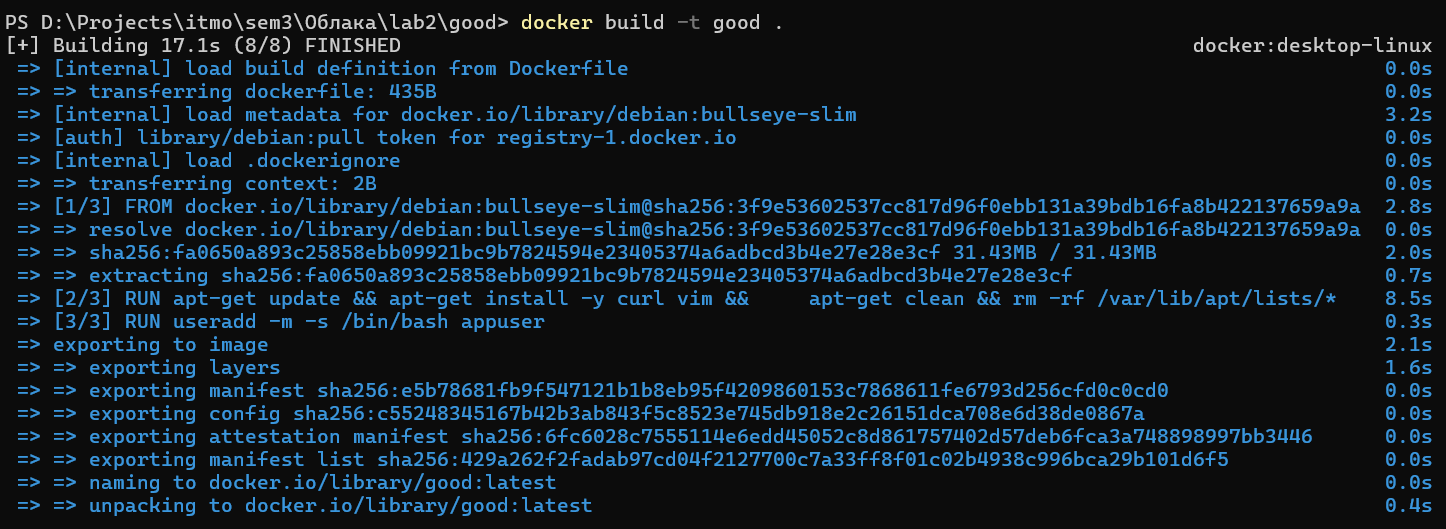 PS D:\Projects\itmo\sem3\Облака\lab2\good> docker build -t good .
[+] Building 17.1s (8/8) FINISHED docker:desktop-linux
=> [internal] load build definition from Dockerfile 0.0s
=> => transferring dockerfile: 435B 0.0s
=> [internal] load metadata for docker.io/library/debian:bullseye-slim 3.2s
=> [auth] library/debian:pull token for registry-1.docker.io 0.0s
=> [internal] load .dockerignore 0.0s
=> => transferring context: 2B 0.0s
=> [1/3] FROM docker.io/library/debian:bullseye-slim@sha256:3f9e53602537cc817d96f0ebb131a39bdb16fa8b422137659a9a 2.8s
=> => resolve docker.io/library/debian:bullseye-slim@sha256:3f9e53602537cc817d96f0ebb131a39bdb16fa8b422137659a9a 0.0s
=> => sha256:fa0650a893c25858ebb09921bc9b7824594e23405374a6adbcd3b4e27e28e3cf 31.43MB / 31.43MB 2.0s
=> => extracting sha256:fa0650a893c25858ebb09921bc9b7824594e23405374a6adbcd3b4e27e28e3cf 0.7s
=> [2/3] RUN apt-get update && apt-get install -y curl vim &&     apt-get clean && rm -rf /var/lib/apt/lists/* 8.5s
=> [3/3] RUN useradd -m -s /bin/bash appuser 0.3s
=> exporting to image 2.1s
=> => exporting layers 1.6s
=> => exporting manifest sha256:e5b78681fb9f547121b1b8eb95f4209860153c7868611fe6793d256cfd0c0cd0 0.0s
=> => exporting config sha256:c55248345167b42b3ab843f5c8523e745db918e2c26151dca708e6d38de0867a 0.0s
=> => exporting attestation manifest sha256:6fc6028c7555114e6edd45052c8d861757402d57deb6fca3a748898997bb3446 0.0s
=> => exporting manifest list sha256:429a262f2fadab97cd04f2127700c7a33ff8f01c02b4938c996bca29b101d6f5 0.0s
=> => naming to docker.io/library/good:latest 0.0s
=> => unpacking to docker.io/library/good:latest 0.4s